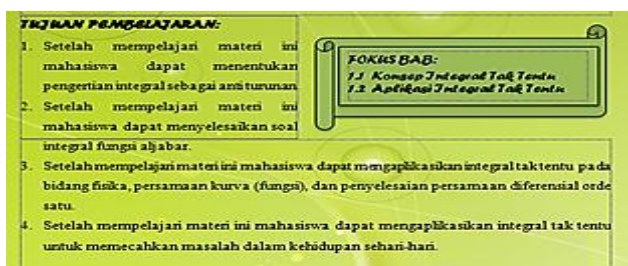 TUJUAN PEMBELAJARAN:
1. Setelah mempelajari materi ini
mahasiswa dapat menentukan
pengertian integral sebagai anti turunan
2. Setelah mempelajari materi ini
mahasiswa dapat menyelesaikan soal
integral fungsi aljabar.
FOKUS BAB:
1.1 Konsep Integral Tak Tentu
1.2 Aplikasi Integral Tak Tentu
3. Setelah mempelajari materi ini mahasiswa dapat mengaplikasikan integral tak tentu pada
bidang fisika, persamaan kurva (fungsi), dan penyelesaian persamaan diferensial orde
satu.
4. Setelah mempelajari materi ini mahasiswa dapat mengaplikasikan integral tak tentu
untuk memecahkan masalah dalam kehidupan sehari-hari.